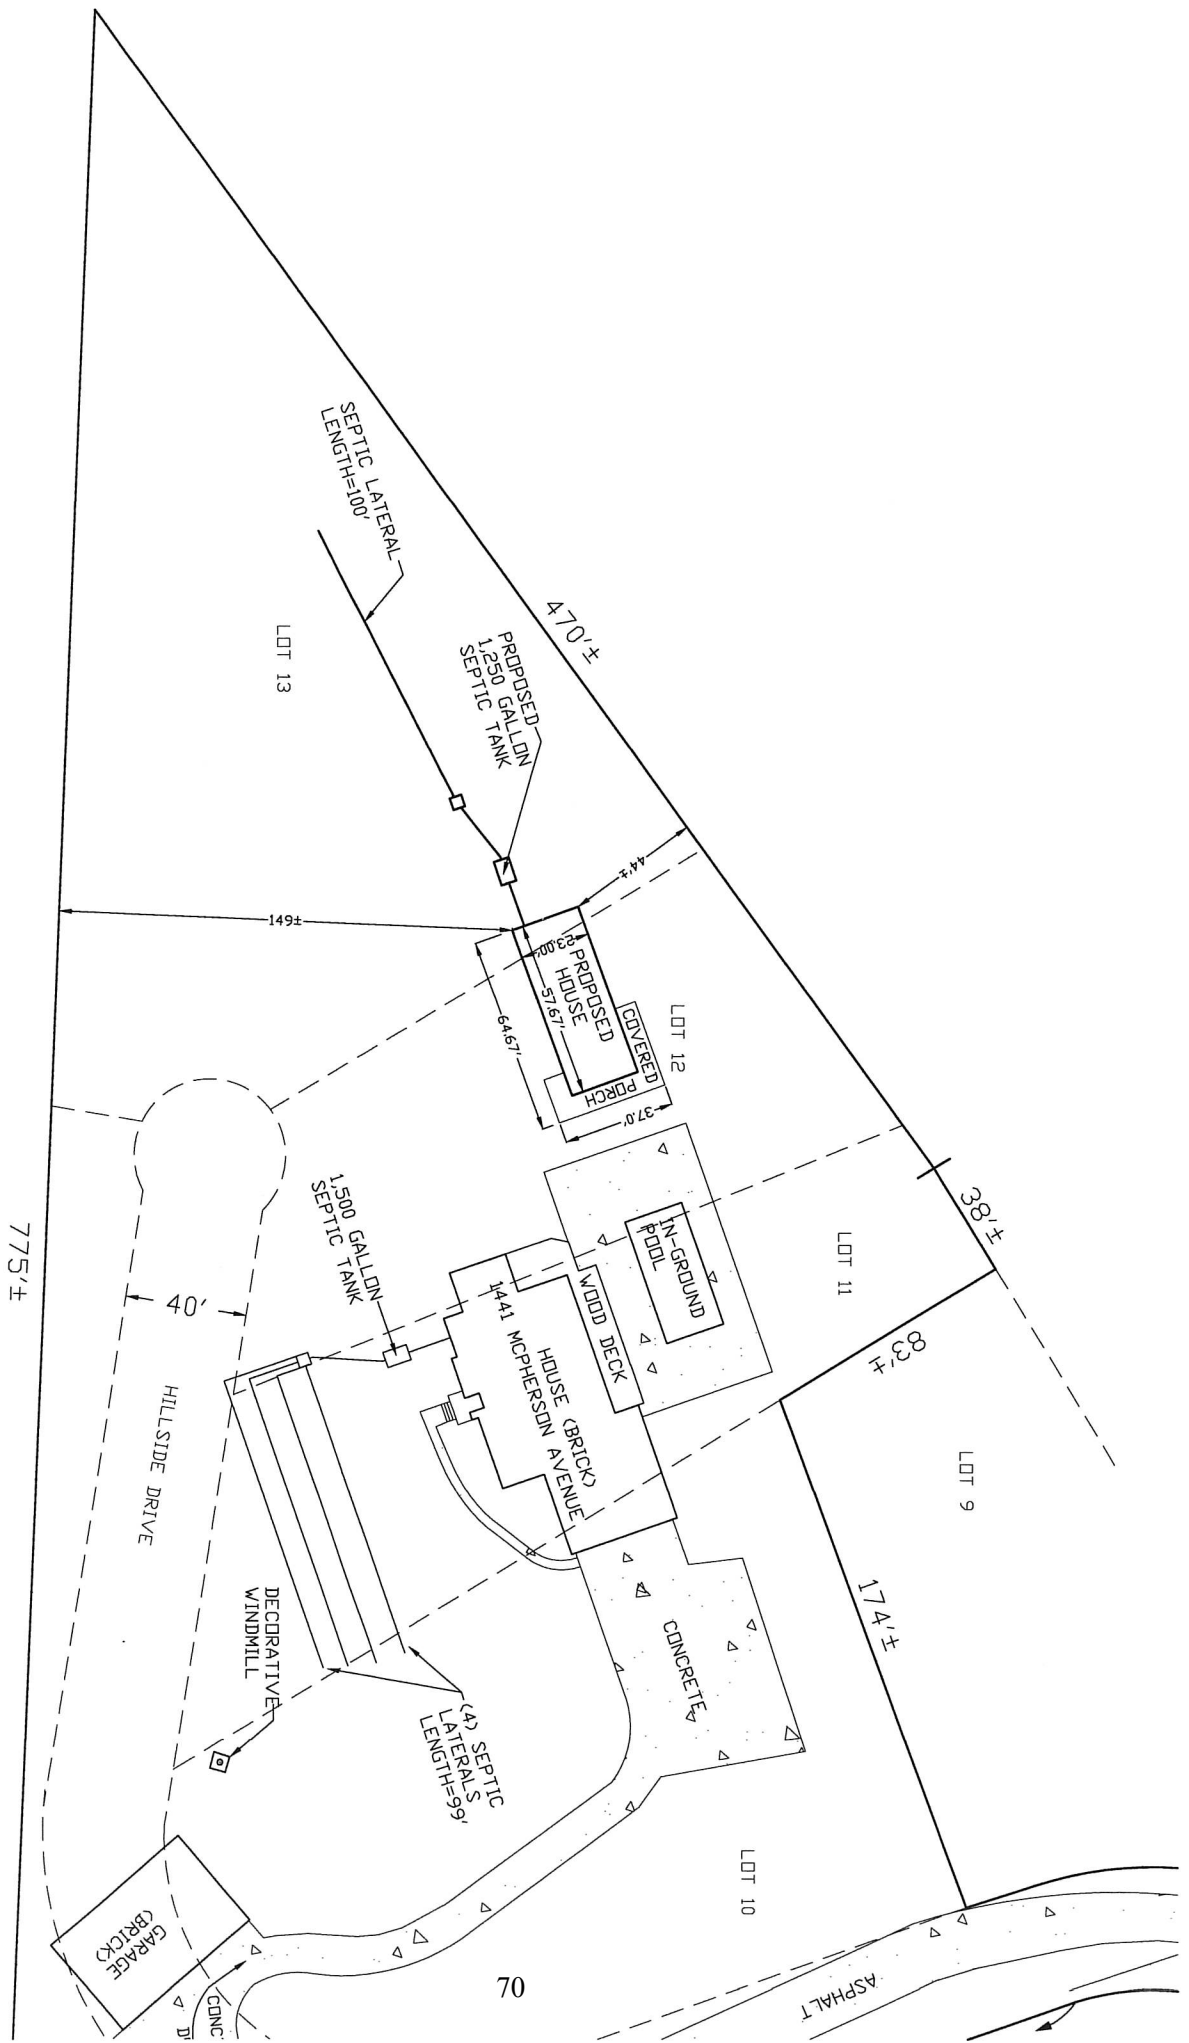 SEPTIC LATERAL
LENGTH=100'
470'±
LOT 13
PROPOSED
1,250 GALLON
SEPTIC TANK
44'±
149±
23.00'
PROPOSED
HOUSE
57.67'
64.67'
COVERED
PORCH
37.0'
LOT 12
38'±
LOT 11
83'±
LOT 9
174'±
1,500 GALLON
SEPTIC TANK
IN-GROUND
POOL
WOOD DECK
HOUSE (BRICK)
1441 MCPHERSON AVENUE
775'±
40'
HILLSIDE DRIVE
DECORATIVE
WINDMILL
(4) SEPTIC
LATERALS
LENGTH=99'
CONCRETE
LOT 10
GARAGE
(BRICK)
CONC.
70
ASPHALT